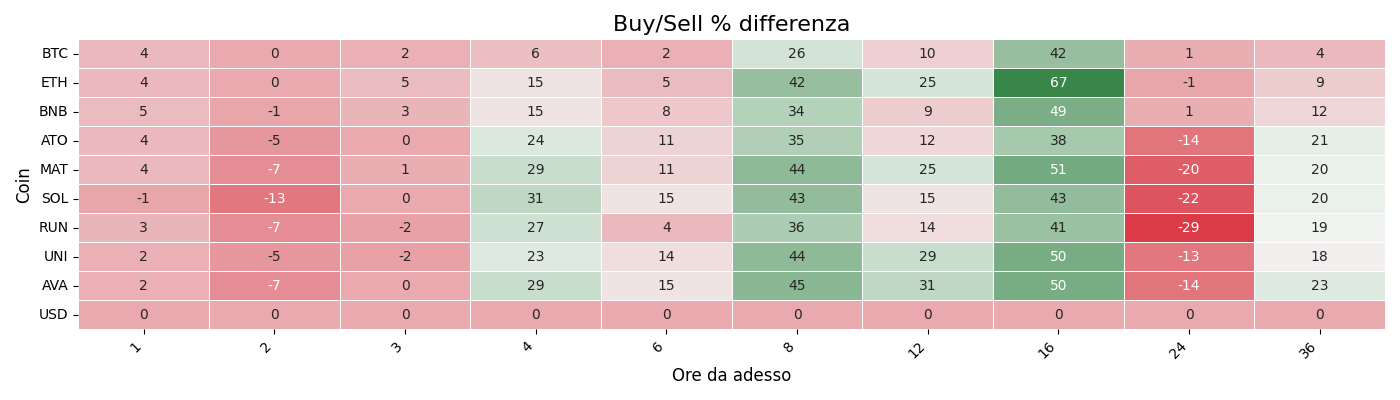 Buy/Sell % differenza
Coin
BTC 4 0 2 6 2 26 10 42 1 4
ETH 4 0 5 15 5 42 25 67 -1 9
BNB 5 -1 3 15 8 34 9 49 1 12
ATO 4 -5 0 24 11 35 12 38 -14 21
MAT 4 -7 1 29 11 44 25 51 -20 20
SOL -1 -13 0 31 15 43 15 43 -22 20
RUN 3 -7 -2 27 4 36 14 41 -29 19
UNI 2 -5 -2 23 14 44 29 50 -13 18
AVA 2 -7 0 29 15 45 31 50 -14 23
USD 0 0 0 0 0 0 0 0 0 0
1 2 3 4 6 8 12 16 24 36
Ore da adesso